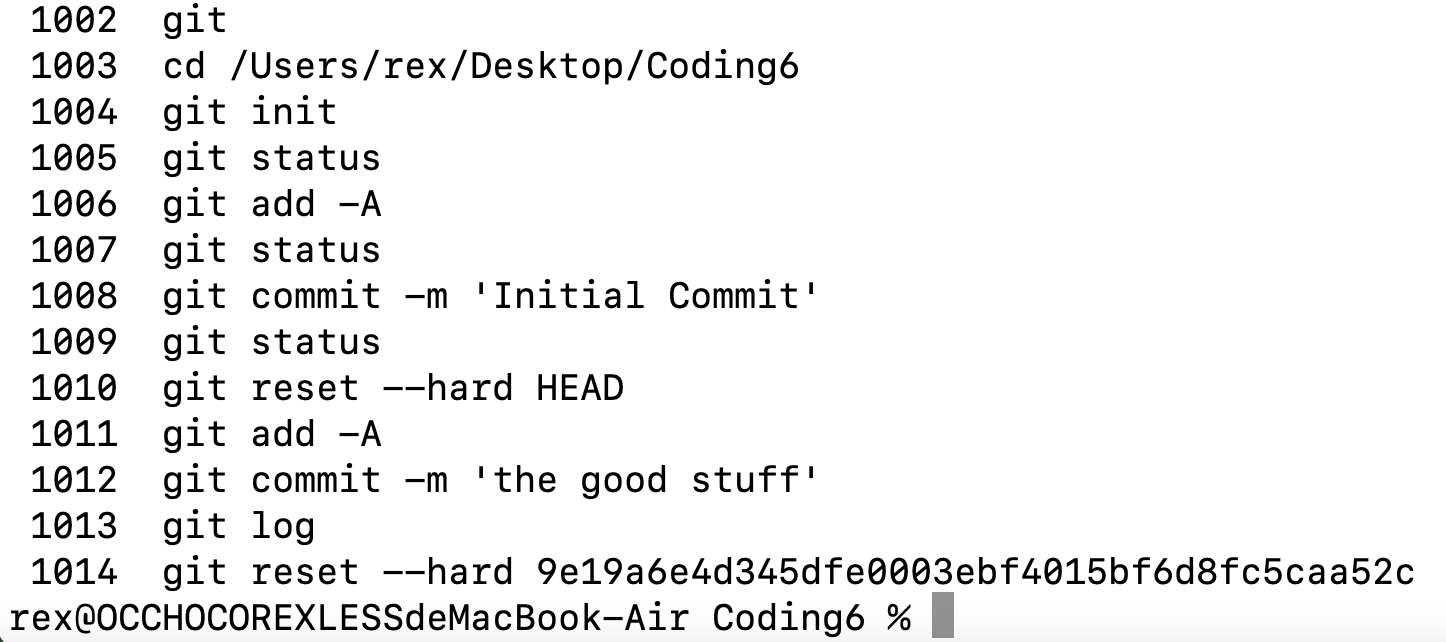 1002 git
1003 cd /Users/rex/Desktop/Coding6
1004 git init
1005 git status
1006 git add -A
1007 git status
1008 git commit -m 'Initial Commit'
1009 git status
1010 git reset --hard HEAD
1011 git add -A
1012 git commit -m 'the good stuff'
1013 git log
1014 git reset --hard 9e19a6e4d345dfe0003ebf4015bf6d8fc5caa52c
rex@OCCHOCOREXLESSdeMacBook-Air Coding6 %